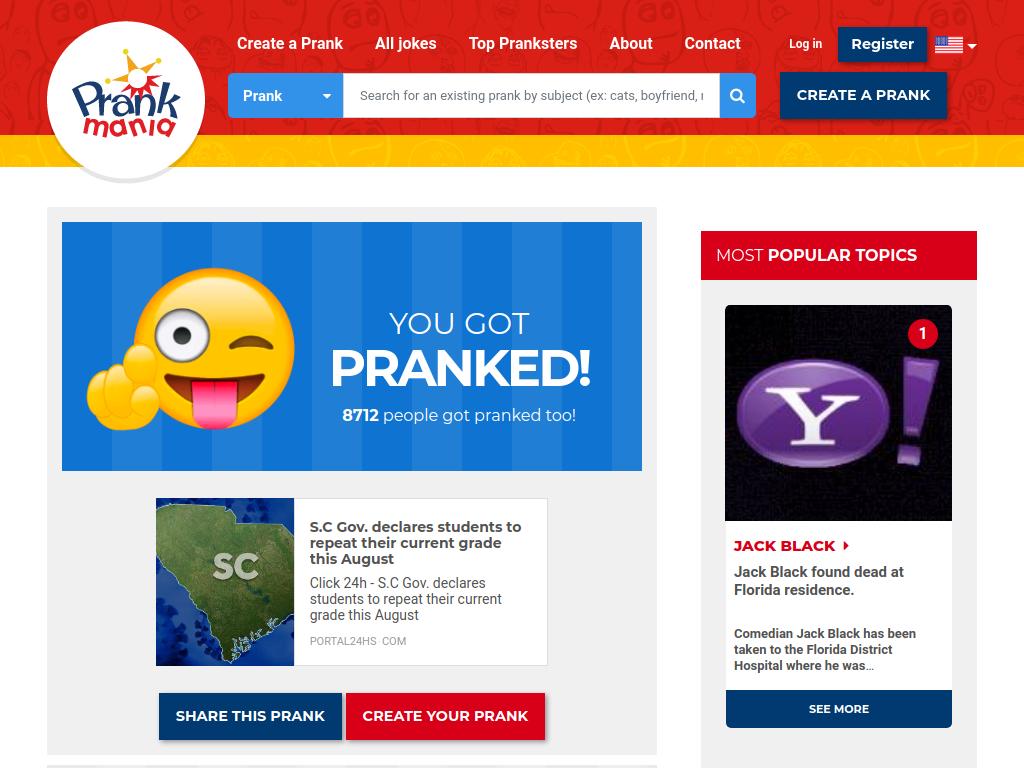 Create a Prank
All jokes
Top Pranksters
About
Contact
Log in
Register
Prank mania
Prank
Search for an existing prank by subject (ex: cats, boyfriend,
CREATE A PRANK
YOU GOT
PRANKED!
8712 people got pranked too!
S.C Gov. declares students to
repeat their current grade
this August
Click 24h - S.C Gov. declares
students to repeat their current
grade this August
PORTAL24HS COM
SC
SHARE THIS PRANK
CREATE YOUR PRANK
MOST POPULAR TOPICS
1
Y!
JACK BLACK
Jack Black found dead at
Florida residence.
Comedian Jack Black has been
taken to the Florida District
Hospital where he was...
SEE MORE